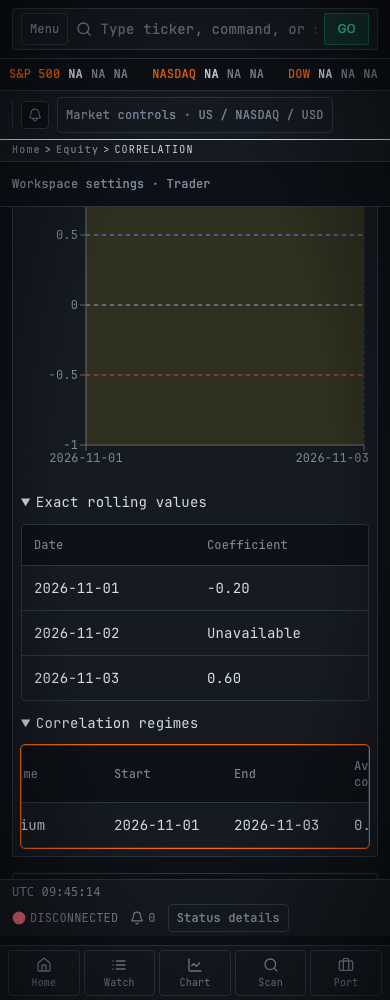 Menu Type ticker, command, or : GO
S&P 500 NA NA NA NASDAQ NA NA NA DOW NA NA NA
Market controls · US / NASDAQ / USD
Home > Equity > CORRELATION
Workspace settings · Trader
0.5
0
-0.5
-1
2026-11-01 2026-11-03
▼ Exact rolling values
Date Coefficient
2026-11-01 -0.20
2026-11-02 Unavailable
2026-11-03 0.60
▼ Correlation regimes
me Start End Av
co
ium 2026-11-01 2026-11-03 0.
UTC 09:45:14
DISCONNECTED 0 Status details
Home Watch Chart Scan Port